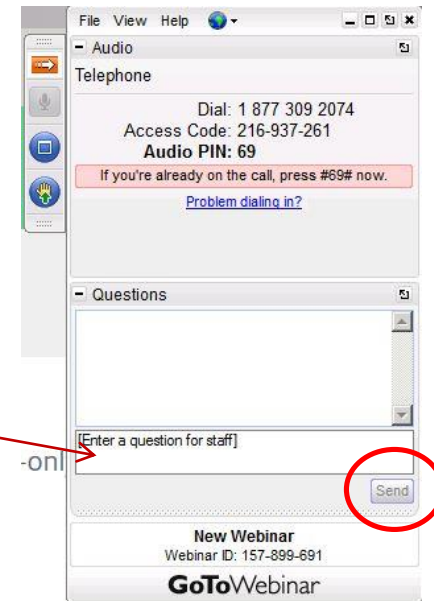 File View Help
Audio
Telephone
Dial: 1 877 309 2074
Access Code: 216-937-261
Audio PIN: 69
If you're already on the call, press #69# now.
Problem dialing in?
Questions
[Enter a question for staff]
-onl
Send
New Webinar
Webinar ID: 157-899-691
GoToWebinar